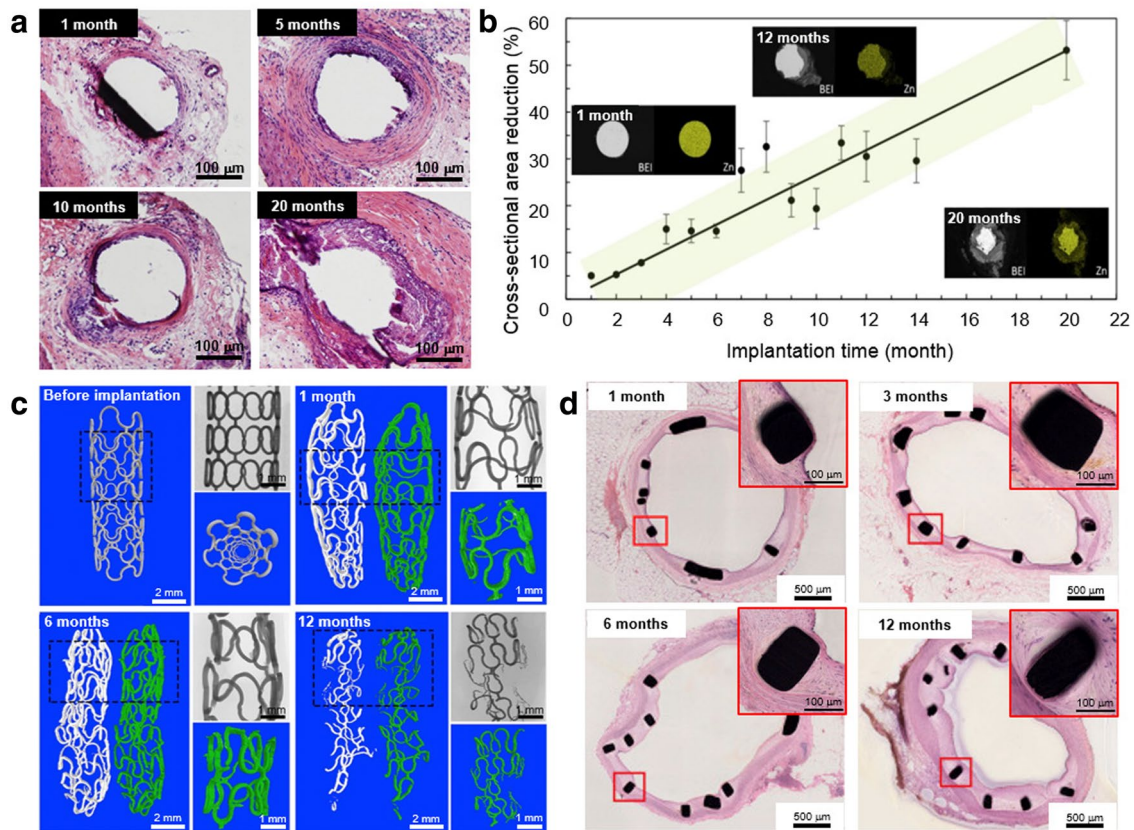 a
1 month
100 μm
5 months
100 μm
10 months
100 μm
20 months
100 μm
b
Cross-sectional area reduction (%)
60
50
40
30
20
10
0
12 months
BEI
Zn
1 month
BEI
Zn
20 months
BEI
Zn
0 2 4 6 8 10 12 14 16 18 20 22
Implantation time (month)
c
Before implantation
2 mm
1 mm
1 month
2 mm
1 mm
1 mm
6 months
2 mm
1 mm
1 mm
12 months
2 mm
1 mm
1 mm
d
1 month
100 μm
500 μm
3 months
100 μm
500 μm
6 months
100 μm
500 μm
12 months
100 μm
500 μm